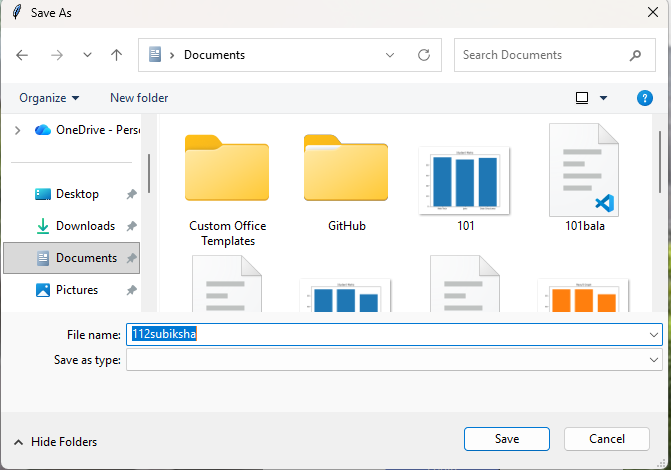 Save As
Documents
Search Documents
Organize
New folder
OneDrive - Perso
Desktop
Downloads
Documents
Pictures
Custom Office
Templates
GitHub
101
101bala
File name:
112subiksha
Save as type:
Hide Folders
Save
Cancel